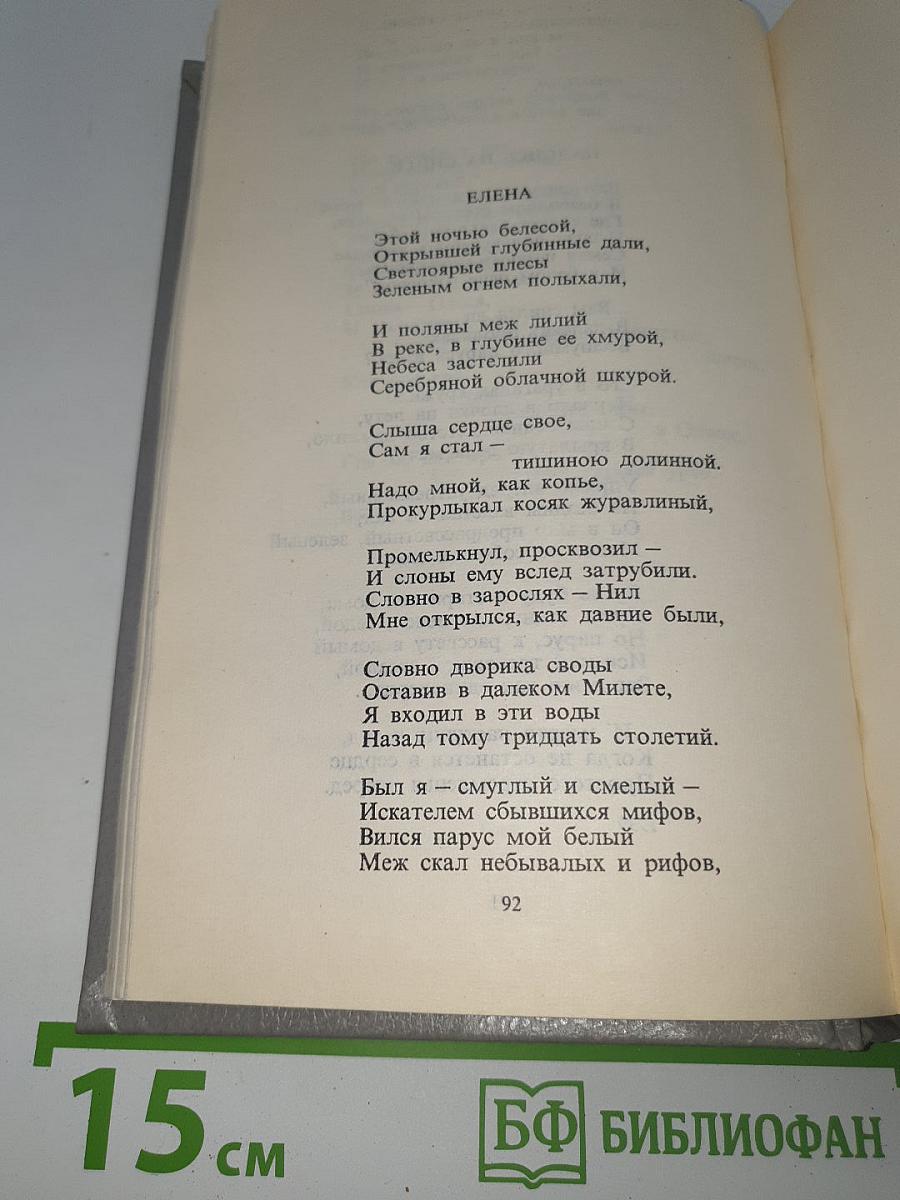 ЕЛЕНА
Этой ночью белесой,
Открывшей глубинные дали,
Светлоярые плесы
Зеленым огнем полыхали,
И поляны меж лилий
В реке, в глубине ее хмурой,
Небеса застелили
Серебряной облачной шкурой.
Слыша сердце свое,
Сам я стал —
тишиною долинной.
Надо мной, как копье,
Прокурлыкал косяк журавлиный,
Промелькнул, просквозил —
И слоны ему вслед затрубили.
Словно в зарослях — Нил
Мне открылся, как давние были,
Словно дворика своды
Оставив в далеком Милете,
Я входил в эти воды
Назад тому тридцать столетий.
Был я — смуглый и смелый —
Искателем сбывшихся мифов,
Вился парус мой белый
Меж скал небывалых и рифов,
92
15 см
БФ БИБЛИОФАН